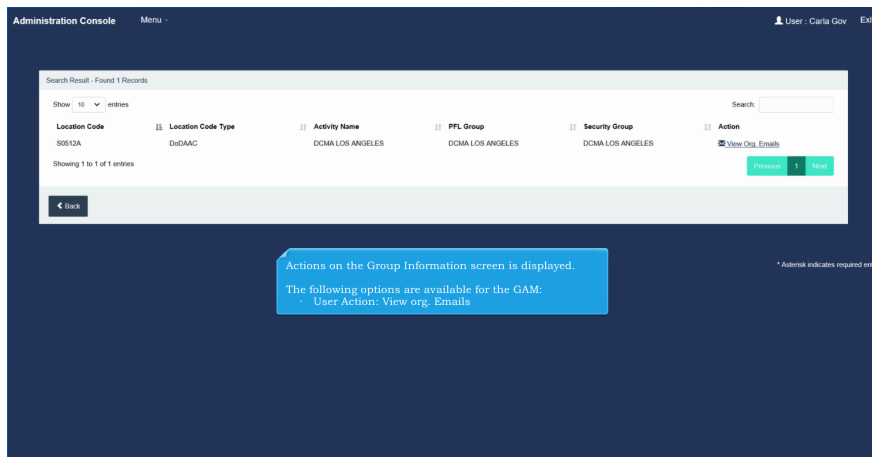 Administration Console Menu User : Carla Gov
Search Result - Found 1 Records
Show 10 entries Search:
Location Code Location Code Type Activity Name PFL Group Security Group Action
S0512A DoDAAC DCMA LOS ANGELES DCMA LOS ANGELES DCMA LOS ANGELES View Org. Emails
Showing 1 to 1 of 1 entries Previous 1 Next
Back
Actions on the Group Information screen is displayed.
* Asterisk indicates required
The following options are available for the GAM:
· User Action: View org. Emails